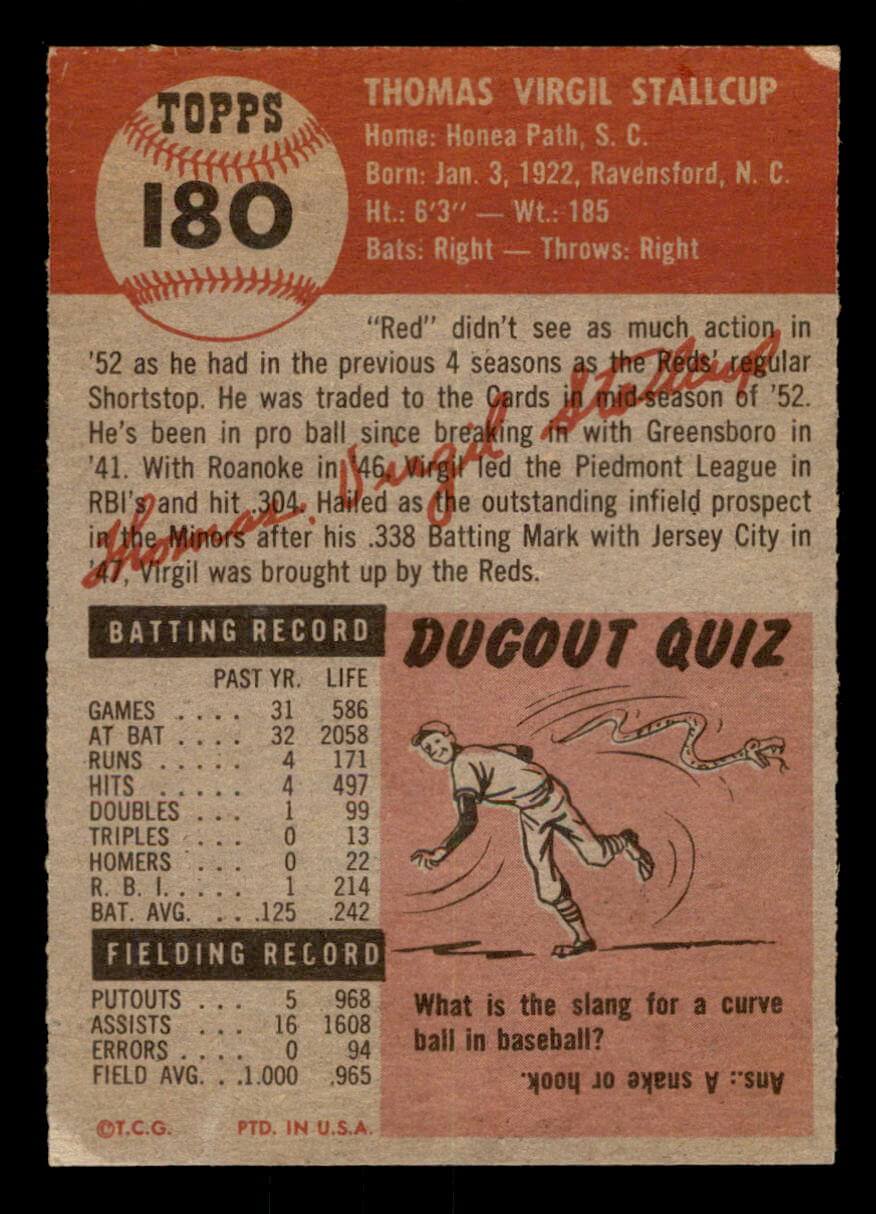 TOPPS
180
THOMAS VIRGIL STALLCUP
Home: Honea Path, S. C.
Born: Jan. 3, 1922, Ravensford, N. C.
Ht.: 6'3" — Wt.: 185
Bats: Right — Throws: Right
"Red" didn't see as much action in
'52 as he had in the previous 4 seasons as the Reds' regular
Shortstop. He was traded to the Cards in mid-season of '52.
He's been in pro ball since breaking in with Greensboro in
'41. With Roanoke in '46, Virgil led the Piedmont League in
RBI's and hit .304. Hailed as the outstanding infield prospect
in the Minors after his .338 Batting Mark with Jersey City in
'47, Virgil was brought up by the Reds.
Thomas Virgil Stallcup
BATTING RECORD
PAST YR. LIFE
GAMES . . . . 31 586
AT BAT . . . . 32 2058
RUNS . . . . . 4 171
HITS . . . . . 4 497
DOUBLES . . . 1 99
TRIPLES . . . 0 13
HOMERS . . . 0 22
R. B. I. . . . . 1 214
BAT. AVG. . . .125 .242
FIELDING RECORD
PUTOUTS . . . 5 968
ASSISTS . . . 16 1608
ERRORS . . . . 0 94
FIELD AVG. . .1.000 .965
©T.C.G. PTD. IN U.S.A.
DUGOUT QUIZ
What is the slang for a curve
ball in baseball?
Ans.: A snake or hook.